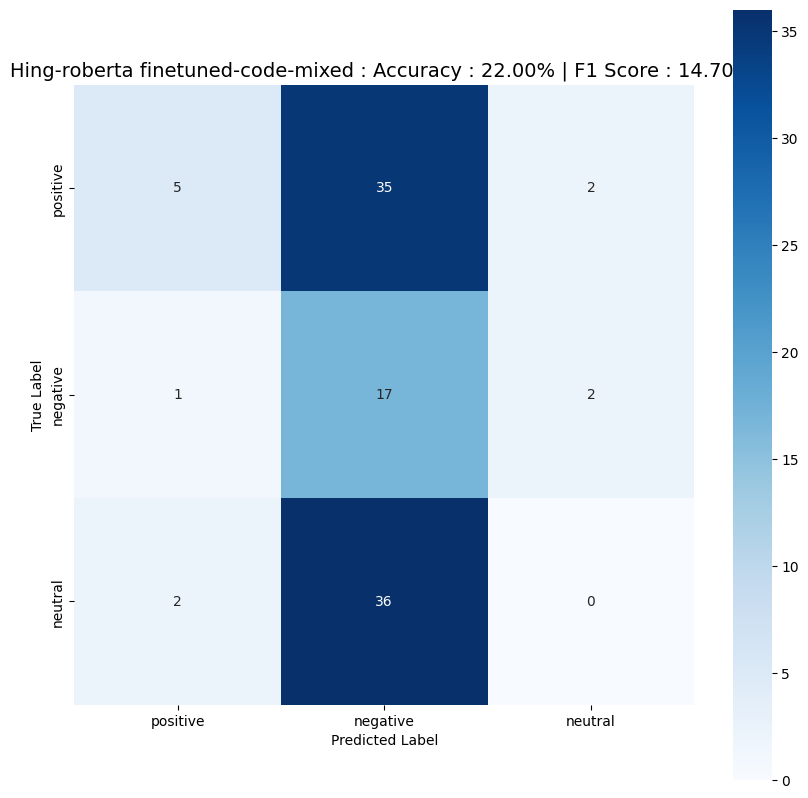 Hing-roberta finetuned-code-mixed : Accuracy : 22.00% | F1 Score : 14.70
35
30
25
20
15
10
5
0
True Label
positive
5 35 2
negative
1 17 2
neutral
2 36 0
positive negative neutral
Predicted Label